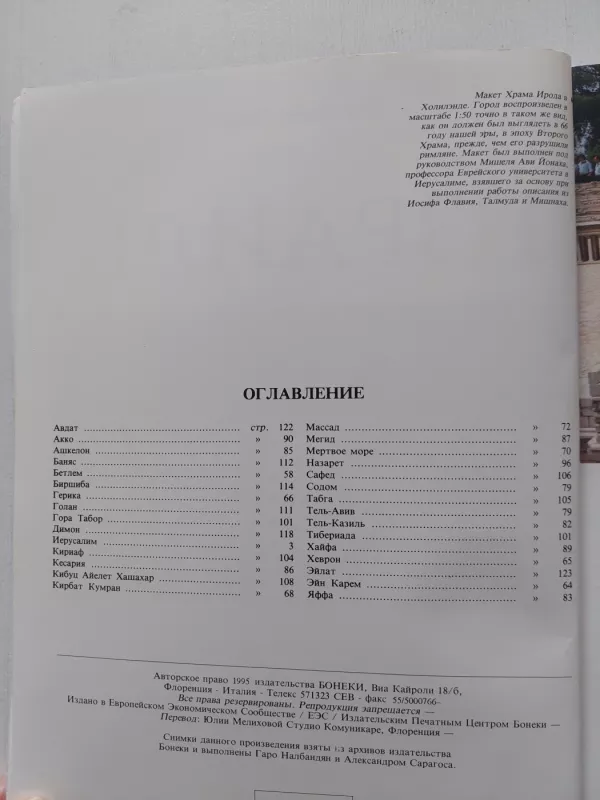 Макет Храма Ирода в
Холилэнде. Город воспроизведен в
масштабе 1:50 точно в таком же вид,
как он должен был выглядеть в 66
году нашей эры, в эпоху Второго
Храма, прежде, чем его разрушили
римляне. Макет был выполнен под
руководством Мишеля Ави Йонаха,
профессора Еврейского университета в
Иерусалиме, взявшего за основу при
выполнении работы описания из
Иосифа Флавия, Талмуда и Мишнаха.
ОГЛАВЛЕНИЕ
Авдат стр. 122
Акко » 90
Ашкелон » 85
Баняс » 112
Бетлем » 58
Биршиба » 114
Герика » 66
Голан » 111
Гора Табор » 101
Димон » 118
Иерусалим » 3
Кириаф » 104
Кесария » 86
Кибуц Айелет Хашахар » 108
Кирбат Кумран » 68
Массад » 72
Мегид » 87
Мертвое море » 70
Назарет » 96
Сафед » 106
Содом » 79
Табга » 105
Тель-Авив » 79
Тель-Казиль » 82
Тибериада » 101
Хайфа » 89
Хеврон » 65
Эйлат » 123
Эйн Карем » 64
Яффа » 83
Авторское право 1995 издательства БОНЕКИ, Виа Кайроли 18/б,
Флоренция - Италия - Телекс 571323 СЕВ - факс 55/5000766–
Все права резервированы. Репродукция запрещается —
Издано в Европейском Экономическом Сообществе / ЕЭС / Издательским Печатным Центром Бонеки —
Перевод: Юлии Мелиховой Студио Комуникаре, Флоренция —
Снимки данного произведения взяты из архивов издательства
Бонеки и выполнены Гаро Налбандян и Александром Сарагоса.